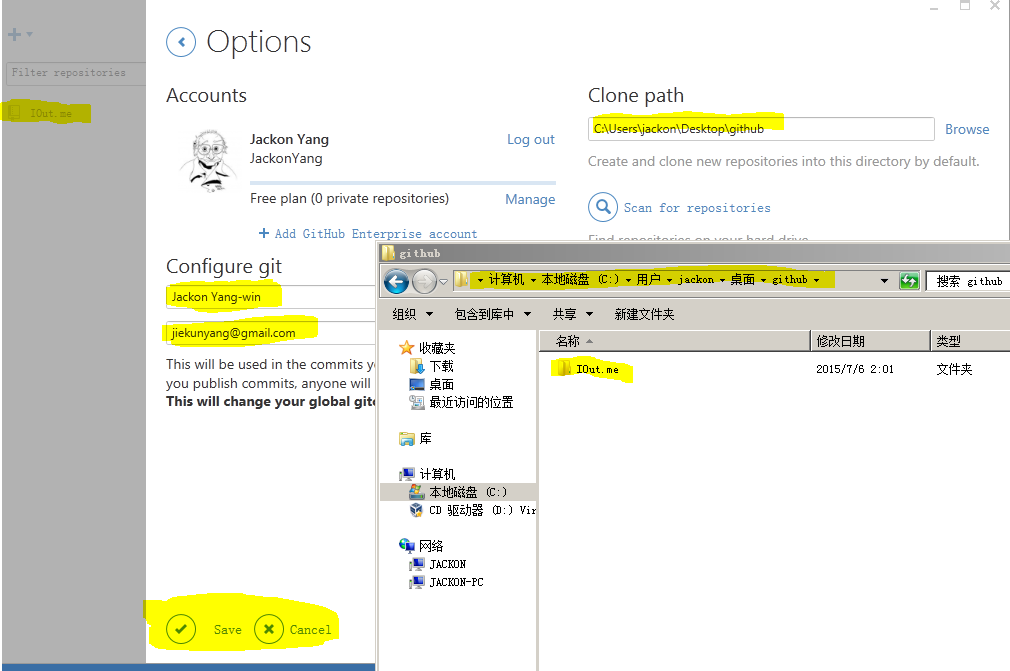 Options
Filter repositories
IOut.me
Accounts
Jackon Yang
Log out
JackonYang
Free plan (0 private repositories)
Manage
Add GitHub Enterprise account
Configure git
Jackon Yang-win
jiekunyang@gmail.com
This will be used in the commits y
you publish commits, anyone will
This will change your global git
Save
Cancel
Clone path
C:\Users\jackon\Desktop\github
Browse
Create and clone new repositories into this directory by default.
Scan for repositories
Find repositories on your hard drive
github
计算机 本地磁盘 (C:) 用户 jackon 桌面 github
搜索 github
组织 包含到库中 共享 新建文件夹
名称 修改日期 类型
IOut.me 2015/7/6 2:01 文件夹
收藏夹
下载
桌面
最近访问的位置
库
计算机
本地磁盘 (C:)
CD 驱动器 (D:) Vir
网络
JACKON
JACKON-PC